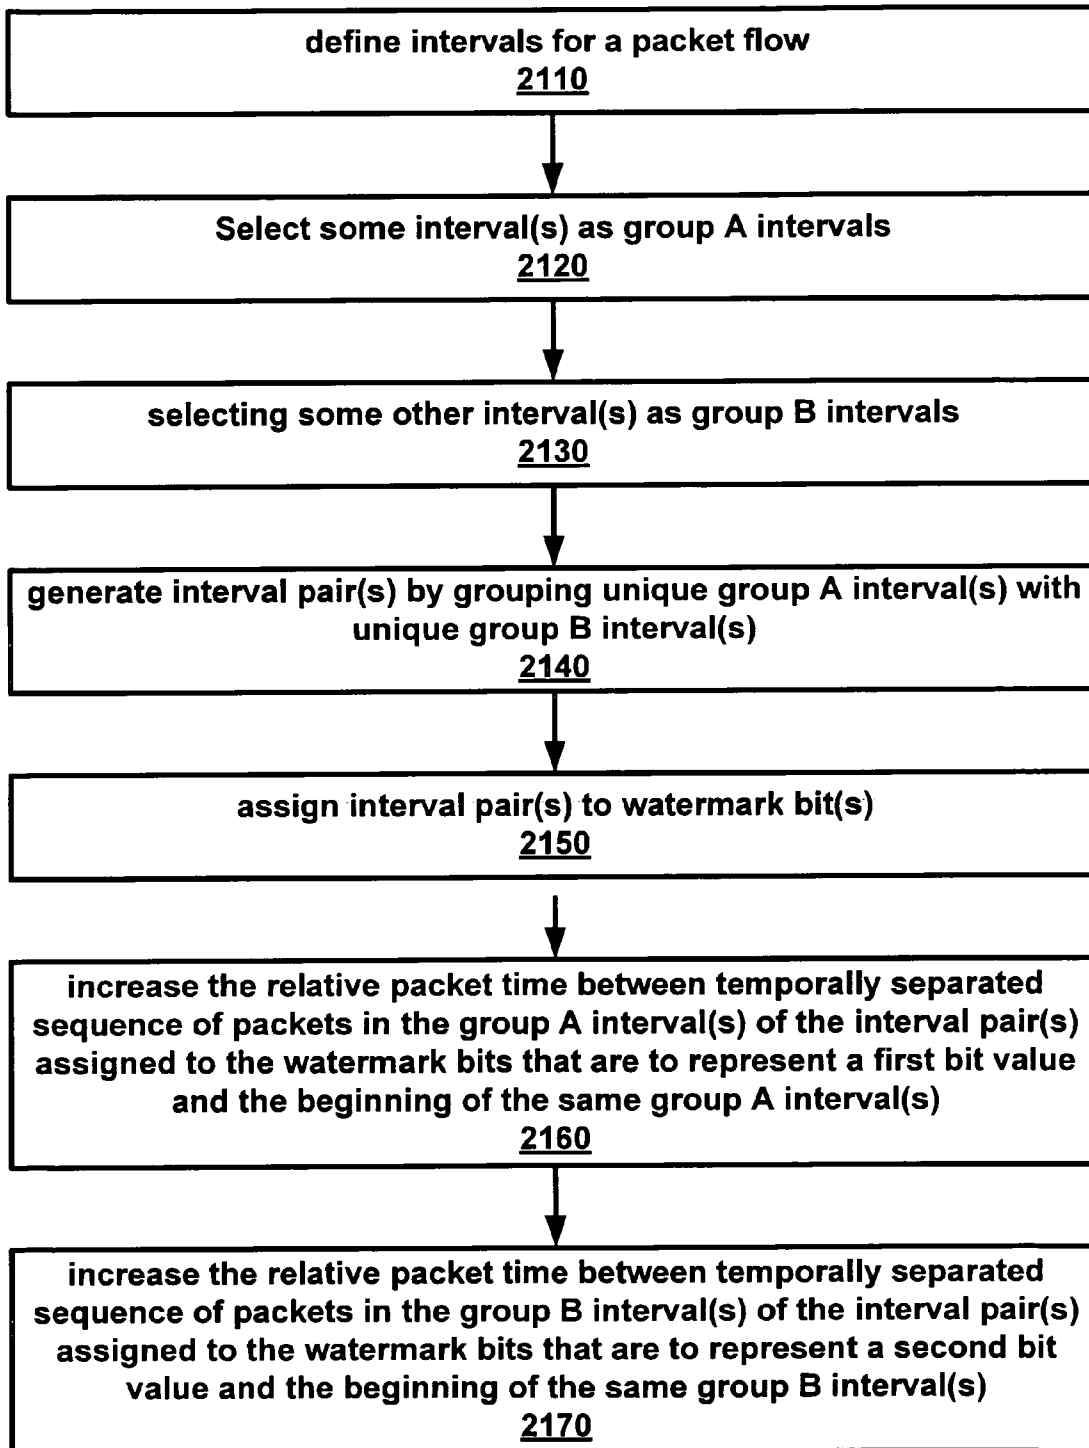 define intervals for a packet flow
2110
Select some interval(s) as group A intervals
2120
selecting some other interval(s) as group B intervals
2130
generate interval pair(s) by grouping unique group A interval(s) with
unique group B interval(s)
2140
assign interval pair(s) to watermark bit(s)
2150
increase the relative packet time between temporally separated
sequence of packets in the group A interval(s) of the interval pair(s)
assigned to the watermark bits that are to represent a first bit value
and the beginning of the same group A interval(s)
2160
increase the relative packet time between temporally separated
sequence of packets in the group B interval(s) of the interval pair(s)
assigned to the watermark bits that are to represent a second bit
value and the beginning of the same group B interval(s)
2170